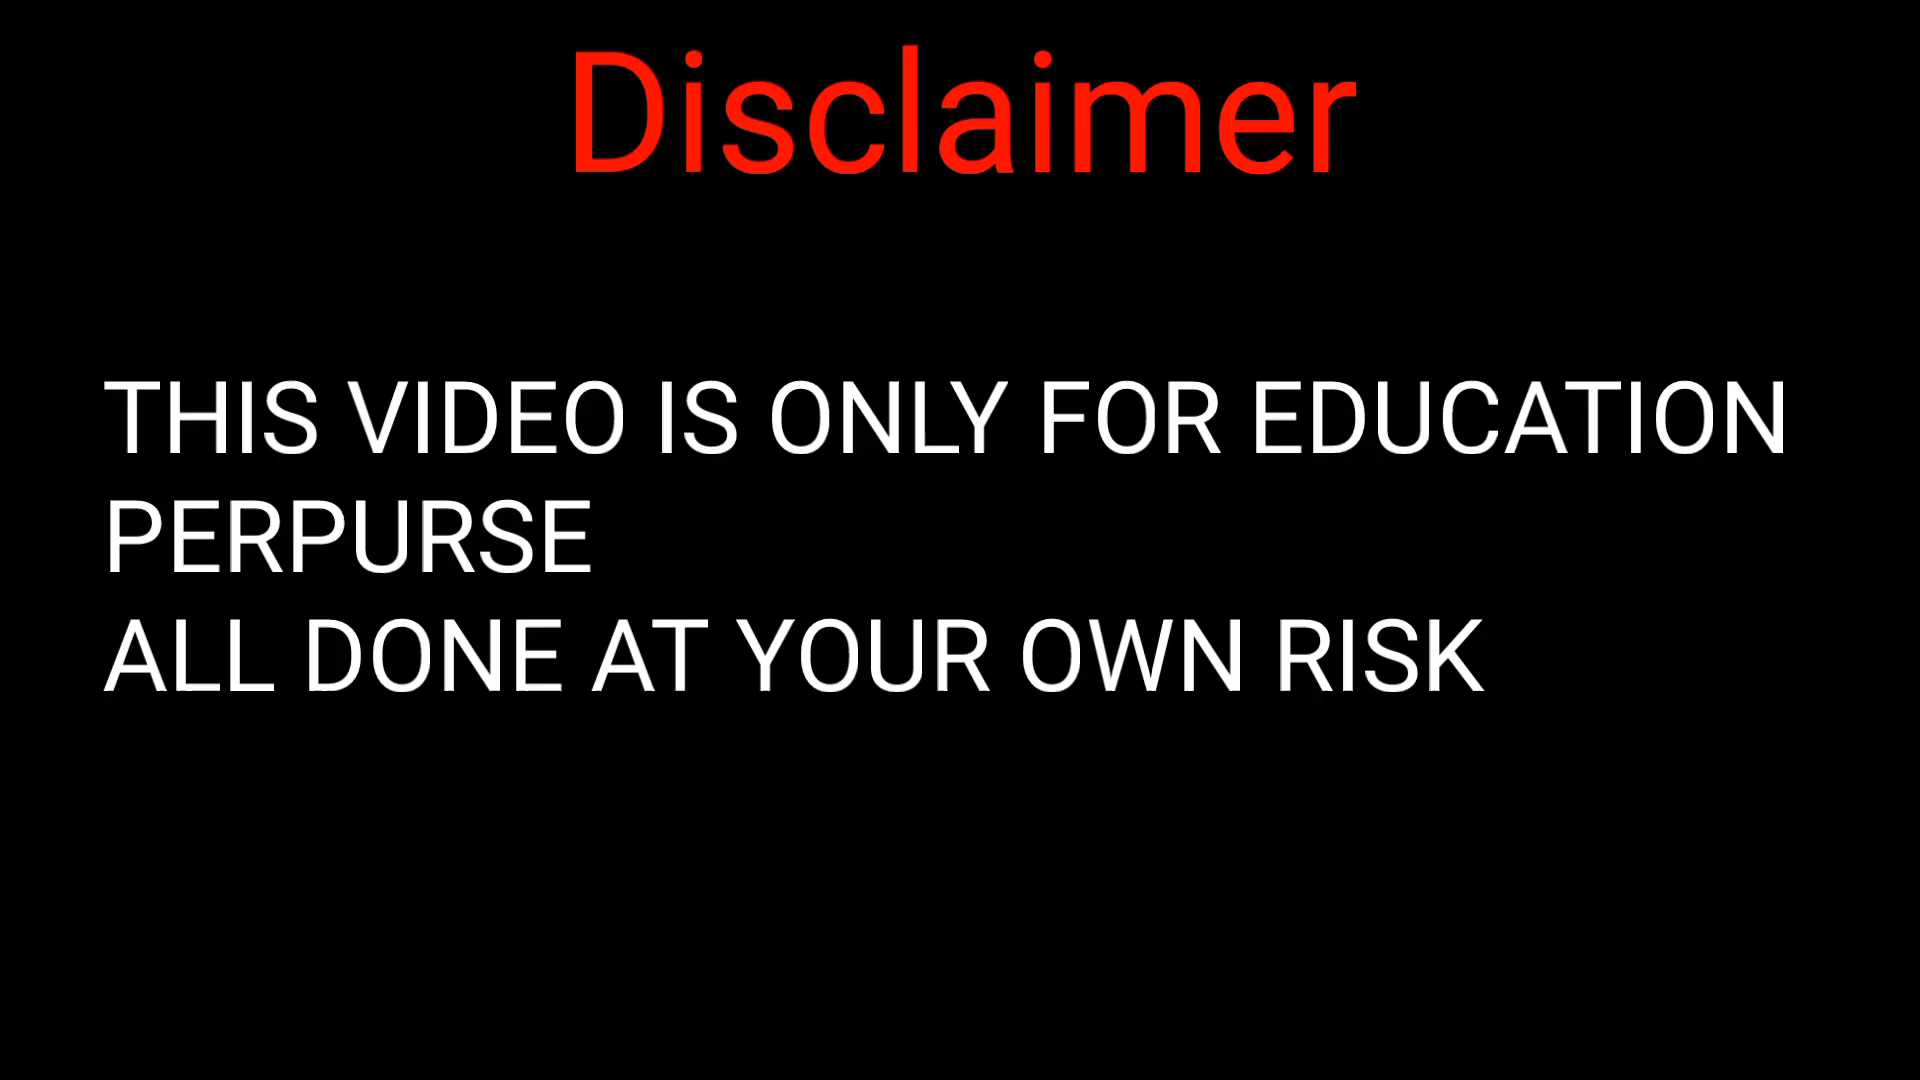 Disclaimer
THIS VIDEO IS ONLY FOR EDUCATION
PERPURSE
ALL DONE AT YOUR OWN RISK